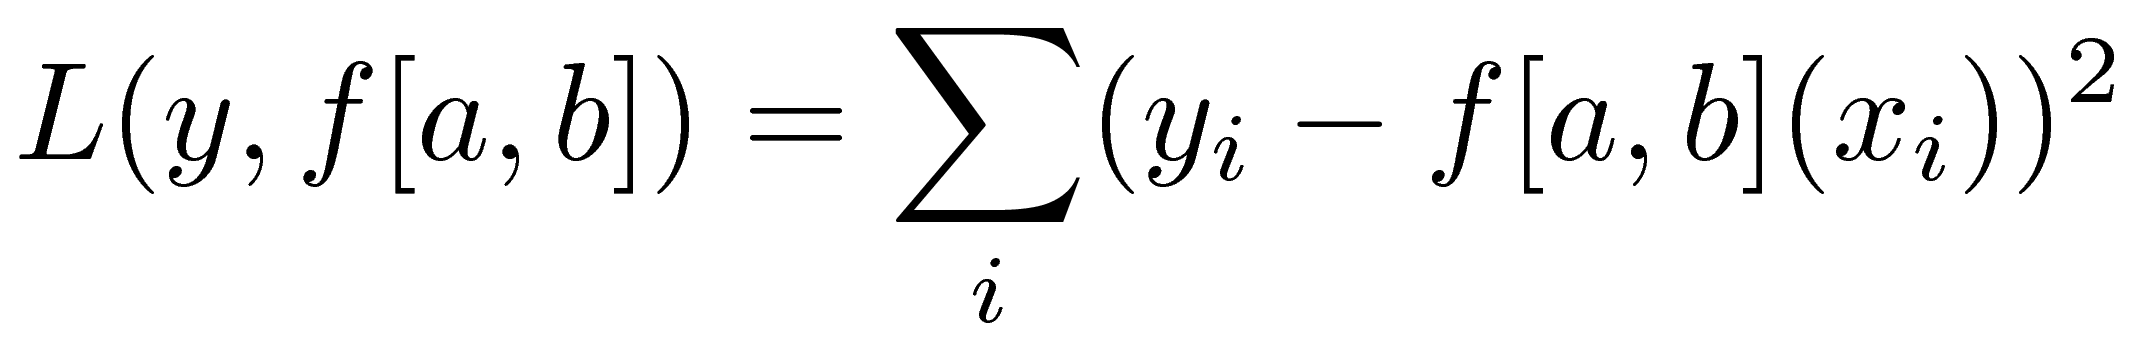 L(y, f[a, b]) = ∑_i (y_i − f[a, b](x_i))^2